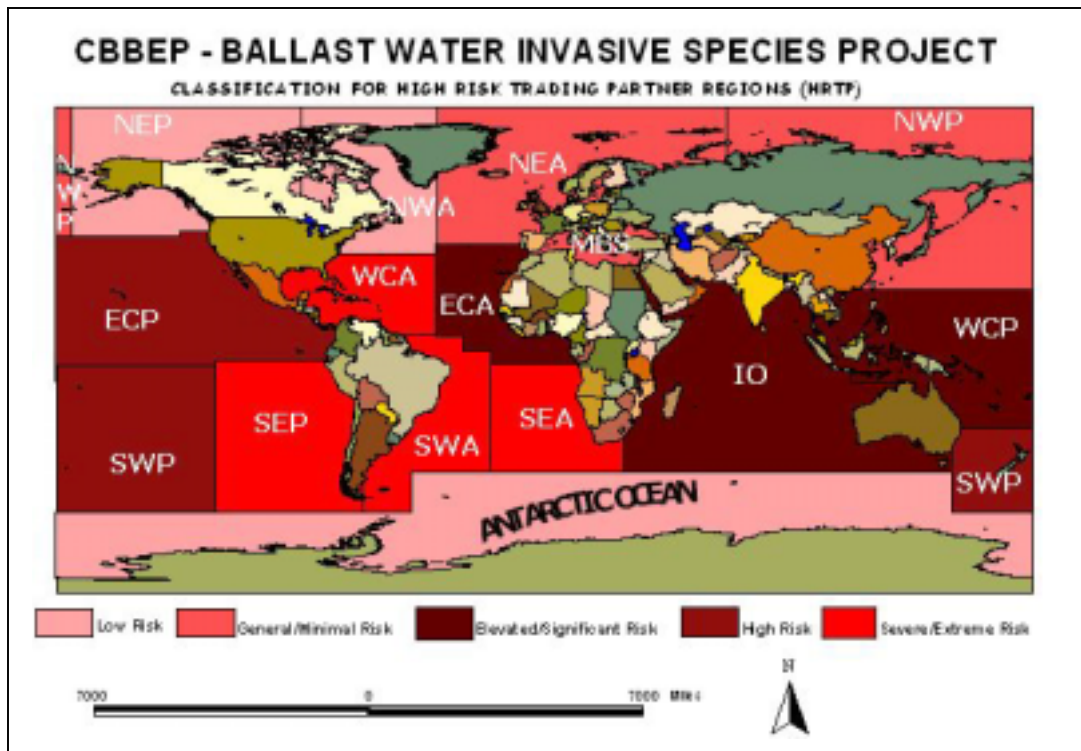 CBBEP - BALLAST WATER INVASIVE SPECIES PROJECT
CLASSIFICATION FOR HIGH RISK TRADING PARTNER REGIONS (HRTP)
NEP
NWP
NEA
NWP
NWA
MBS
WCA
ECP
ECA
WCP
IO
SEP
SEA
SWA
SWP
SWP
ANTARCTIC OCEAN
Low Risk
General/Minimal Risk
Elevated/Significant Risk
High Risk
Severe/Extreme Risk
N
7000 0 7000 Miles